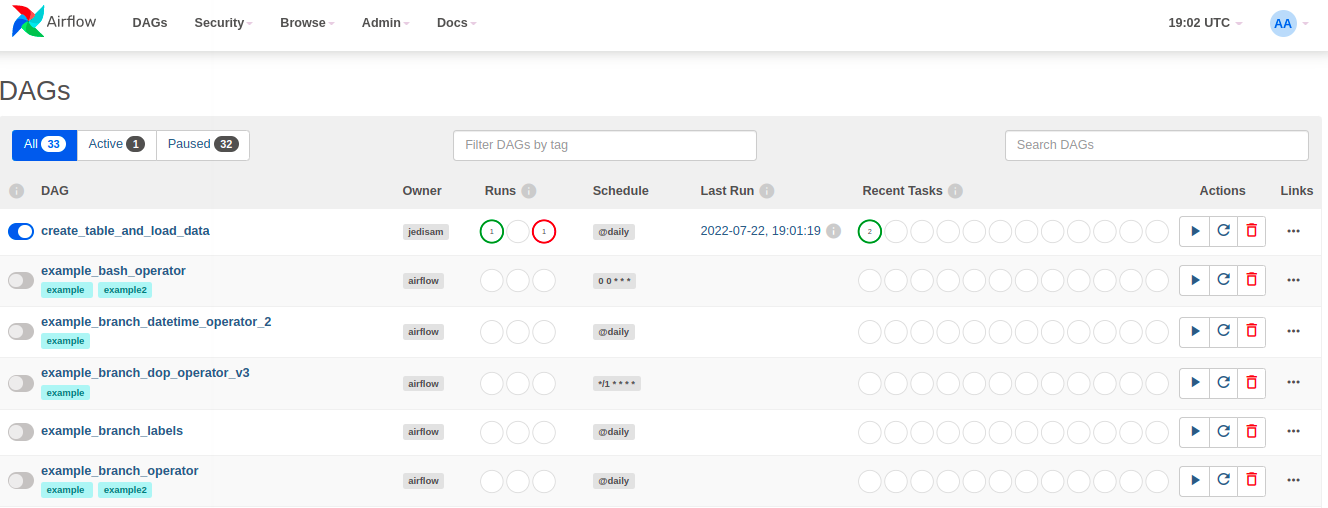 Airflow DAGs Security Browse Admin Docs 19:02 UTC AA
DAGs
All 33 Active 1 Paused 32 Filter DAGs by tag Search DAGs
i DAG Owner Runs i Schedule Last Run i Recent Tasks i Actions Links
create_table_and_load_data jedisam 1 1 @daily 2022-07-22, 19:01:19 i 2
example_bash_operator airflow 0 0 * * *
example example2
example_branch_datetime_operator_2 airflow @daily
example
example_branch_dop_operator_v3 airflow */1 * * * *
example
example_branch_labels airflow @daily
example_branch_operator airflow @daily
example example2